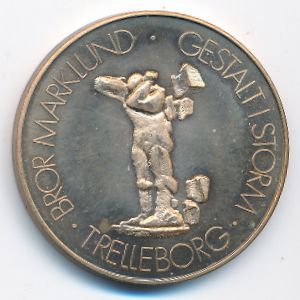 BROR MARKLUND · GESTALT I STORM ·
· TRELLEBORG ·